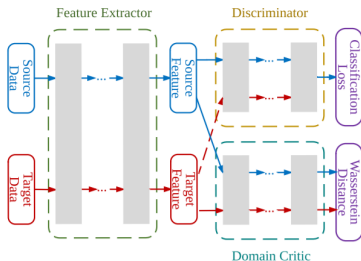 Feature Extractor
Discriminator
Source
Data
...
...
Source
Feature
...
...
Classification
Loss
Target
Data
...
...
Target
Feature
...
...
Wasserstein
Distance
Domain Critic